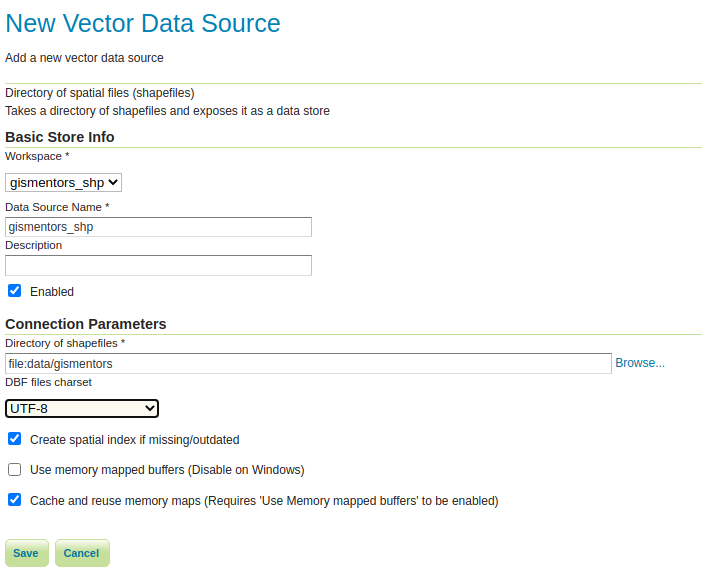 New Vector Data Source
Add a new vector data source
Directory of spatial files (shapefiles)
Takes a directory of shapefiles and exposes it as a data store
Basic Store Info
Workspace *
gismentors_shp
Data Source Name *
gismentors_shp
Description
Enabled
Connection Parameters
Directory of shapefiles *
file:data/gismentors Browse...
DBF files charset
UTF-8
Create spatial index if missing/outdated
Use memory mapped buffers (Disable on Windows)
Cache and reuse memory maps (Requires 'Use Memory mapped buffers' to be enabled)
Save Cancel